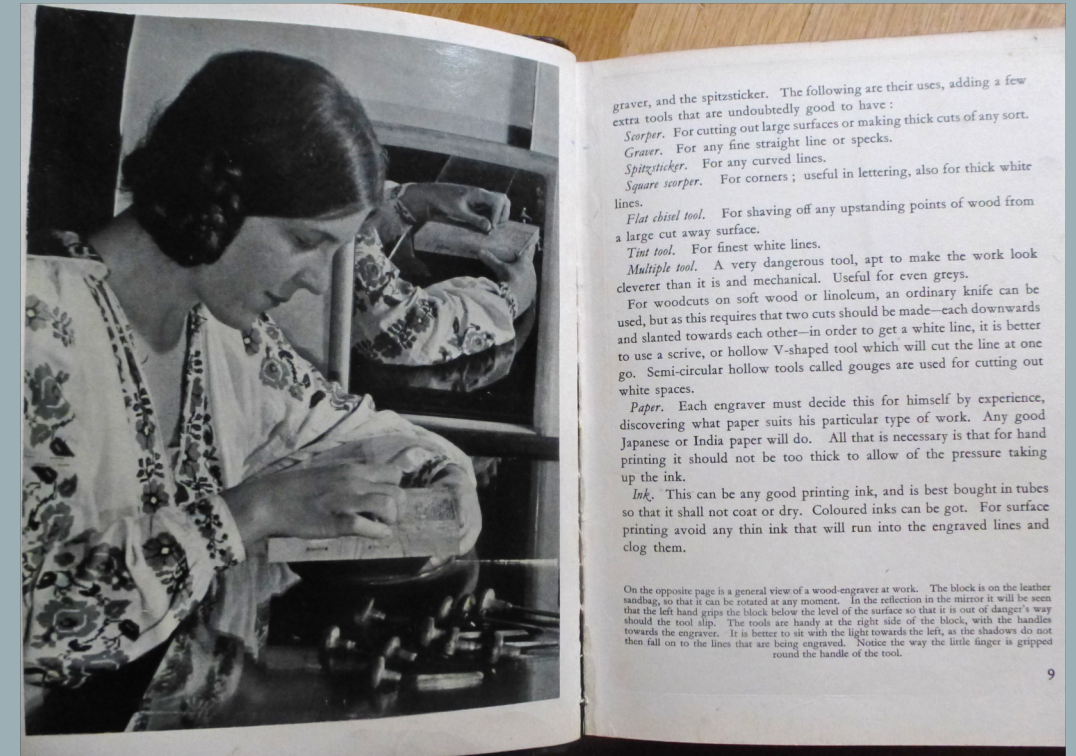 graver, and the spitzsticker. The following are their uses, adding a few
extra tools that are undoubtedly good to have :
Scorper. For cutting out large surfaces or making thick cuts of any sort.
Graver. For any fine straight line or specks.
Spitzsticker. For any curved lines.
Square scorper. For corners ; useful in lettering, also for thick white
lines.
Flat chisel tool. For shaving off any upstanding points of wood from
a large cut away surface.
Tint tool. For finest white lines.
Multiple tool. A very dangerous tool, apt to make the work look
cleverer than it is and mechanical. Useful for even greys.
For woodcuts on soft wood or linoleum, an ordinary knife can be
used, but as this requires that two cuts should be made—each downwards
and slanted towards each other—in order to get a white line, it is better
to use a scrive, or hollow V-shaped tool which will cut the line at one
go. Semi-circular hollow tools called gouges are used for cutting out
white spaces.
Paper. Each engraver must decide this for himself by experience,
discovering what paper suits his particular type of work. Any good
Japanese or India paper will do. All that is necessary is that for hand
printing it should not be too thick to allow of the pressure taking
up the ink.
Ink. This can be any good printing ink, and is best bought in tubes
so that it shall not coat or dry. Coloured inks can be got. For surface
printing avoid any thin ink that will run into the engraved lines and
clog them.
On the opposite page is a general view of a wood-engraver at work. The block is on the leather
sandbag, so that it can be rotated at any moment. In the reflection in the mirror it will be seen
that the left hand grips the block below the level of the surface so that it is out of danger's way
should the tool slip. The tools are handy at the right side of the block, with the handles
towards the engraver. It is better to sit with the light towards the left, as the shadows do not
then fall on to the lines that are being engraved. Notice the way the little finger is gripped
round the handle of the tool.
9